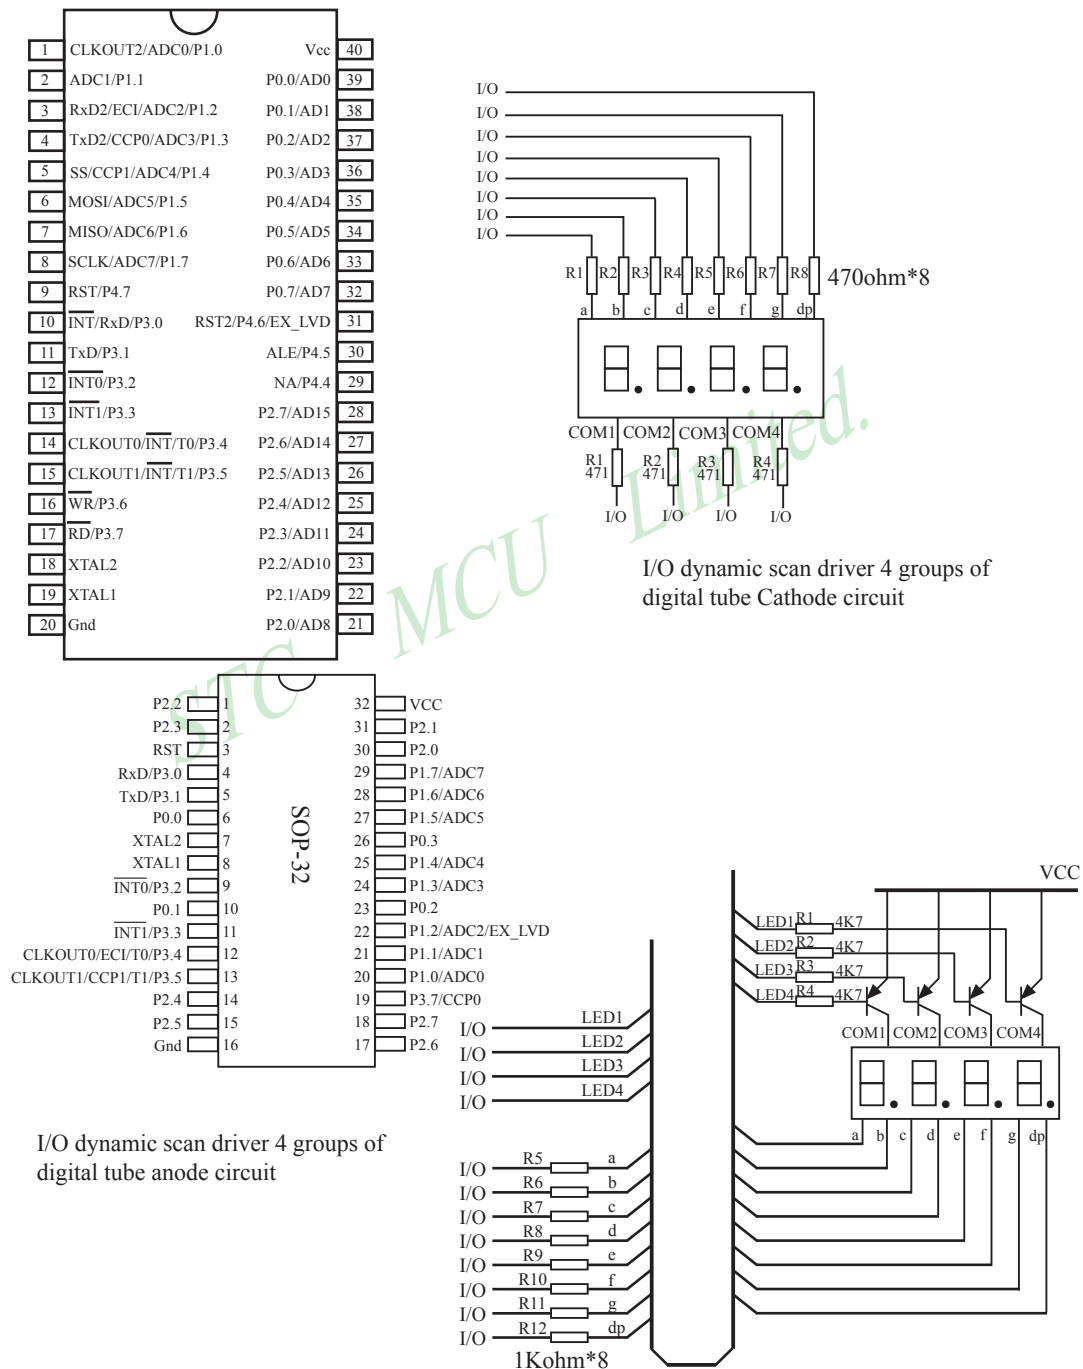 1 CLKOUT2/ADC0/P1.0 Vcc 40
2 ADC1/P1.1 P0.0/AD0 39
3 RxD2/ECI/ADC2/P1.2 P0.1/AD1 38
4 TxD2/CCP0/ADC3/P1.3 P0.2/AD2 37
5 SS/CCP1/ADC4/P1.4 P0.3/AD3 36
6 MOSI/ADC5/P1.5 P0.4/AD4 35
7 MISO/ADC6/P1.6 P0.5/AD5 34
8 SCLK/ADC7/P1.7 P0.6/AD6 33
9 RST/P4.7 P0.7/AD7 32
10 INT/RxD/P3.0 RST2/P4.6/EX_LVD 31
11 TxD/P3.1 ALE/P4.5 30
12 INT0/P3.2 NA/P4.4 29
13 INT1/P3.3 P2.7/AD15 28
14 CLKOUT0/INT/T0/P3.4 P2.6/AD14 27
15 CLKOUT1/INT/T1/P3.5 P2.5/AD13 26
16 WR/P3.6 P2.4/AD12 25
17 RD/P3.7 P2.3/AD11 24
18 XTAL2 P2.2/AD10 23
19 XTAL1 P2.1/AD9 22
20 Gnd P2.0/AD8 21
I/O
I/O
I/O
I/O
I/O
I/O
I/O
I/O
R1 R2 R3 R4 R5 R6 R7 R8 470ohm*8
a b c d e f g dp
COM1 COM2 COM3 COM4
R1 R2 R3 R4
471 471 471 471
I/O I/O I/O I/O
I/O dynamic scan driver 4 groups of
digital tube Cathode circuit
STC MCU Limited.
P2.2 1 32 VCC
P2.3 2 31 P2.1
RST 3 30 P2.0
RxD/P3.0 4 29 P1.7/ADC7
TxD/P3.1 5 28 P1.6/ADC6
P0.0 6 27 P1.5/ADC5
XTAL2 7 26 P0.3
XTAL1 8 25 P1.4/ADC4
INT0/P3.2 9 24 P1.3/ADC3
P0.1 10 23 P0.2
INT1/P3.3 11 22 P1.2/ADC2/EX_LVD
CLKOUT0/ECI/T0/P3.4 12 21 P1.1/ADC1
CLKOUT1/CCP1/T1/P3.5 13 20 P1.0/ADC0
P2.4 14 19 P3.7/CCP0
P2.5 15 18 P2.7
Gnd 16 17 P2.6
SOP-32
I/O dynamic scan driver 4 groups of
digital tube anode circuit
I/O LED1
I/O LED2
I/O LED3
I/O LED4
I/O R5 a
I/O R6 b
I/O R7 c
I/O R8 d
I/O R9 e
I/O R10 f
I/O R11 g
I/O R12 dp
1Kohm*8
VCC
LED1 R1 4K7
LED2 R2 4K7
LED3 R3 4K7
LED4 R4 4K7
COM1 COM2 COM3 COM4
a b c d e f g dp